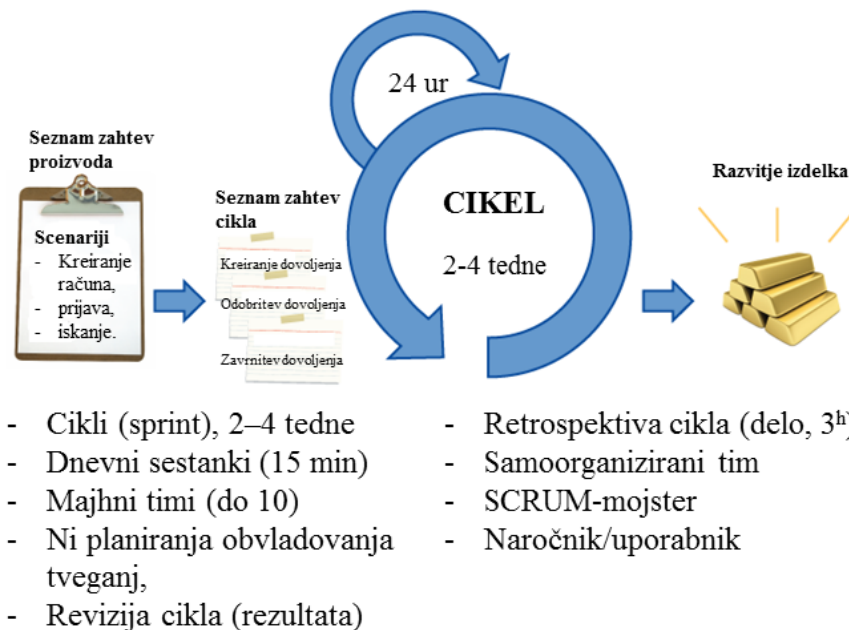 24 ur
Seznam zahtev
proizvoda
Scenariji
- Kreiranje
računa,
- prijava,
- iskanje.
Seznam zahtev
cikla
Kreiranje dovoljenja
Odobritev dovoljenja
Zavrnitev dovoljenja
CIKEL
2-4 tedne
Razvitje izdelka
- Cikli (sprint), 2–4 tedne
- Dnevni sestanki (15 min)
- Majhni timi (do 10)
- Ni planiranja obvladovanja
tveganj,
- Revizija cikla (rezultata)
- Retrospektiva cikla (delo, 3h)
- Samoorganizirani tim
- SCRUM-mojster
- Naročnik/uporabnik